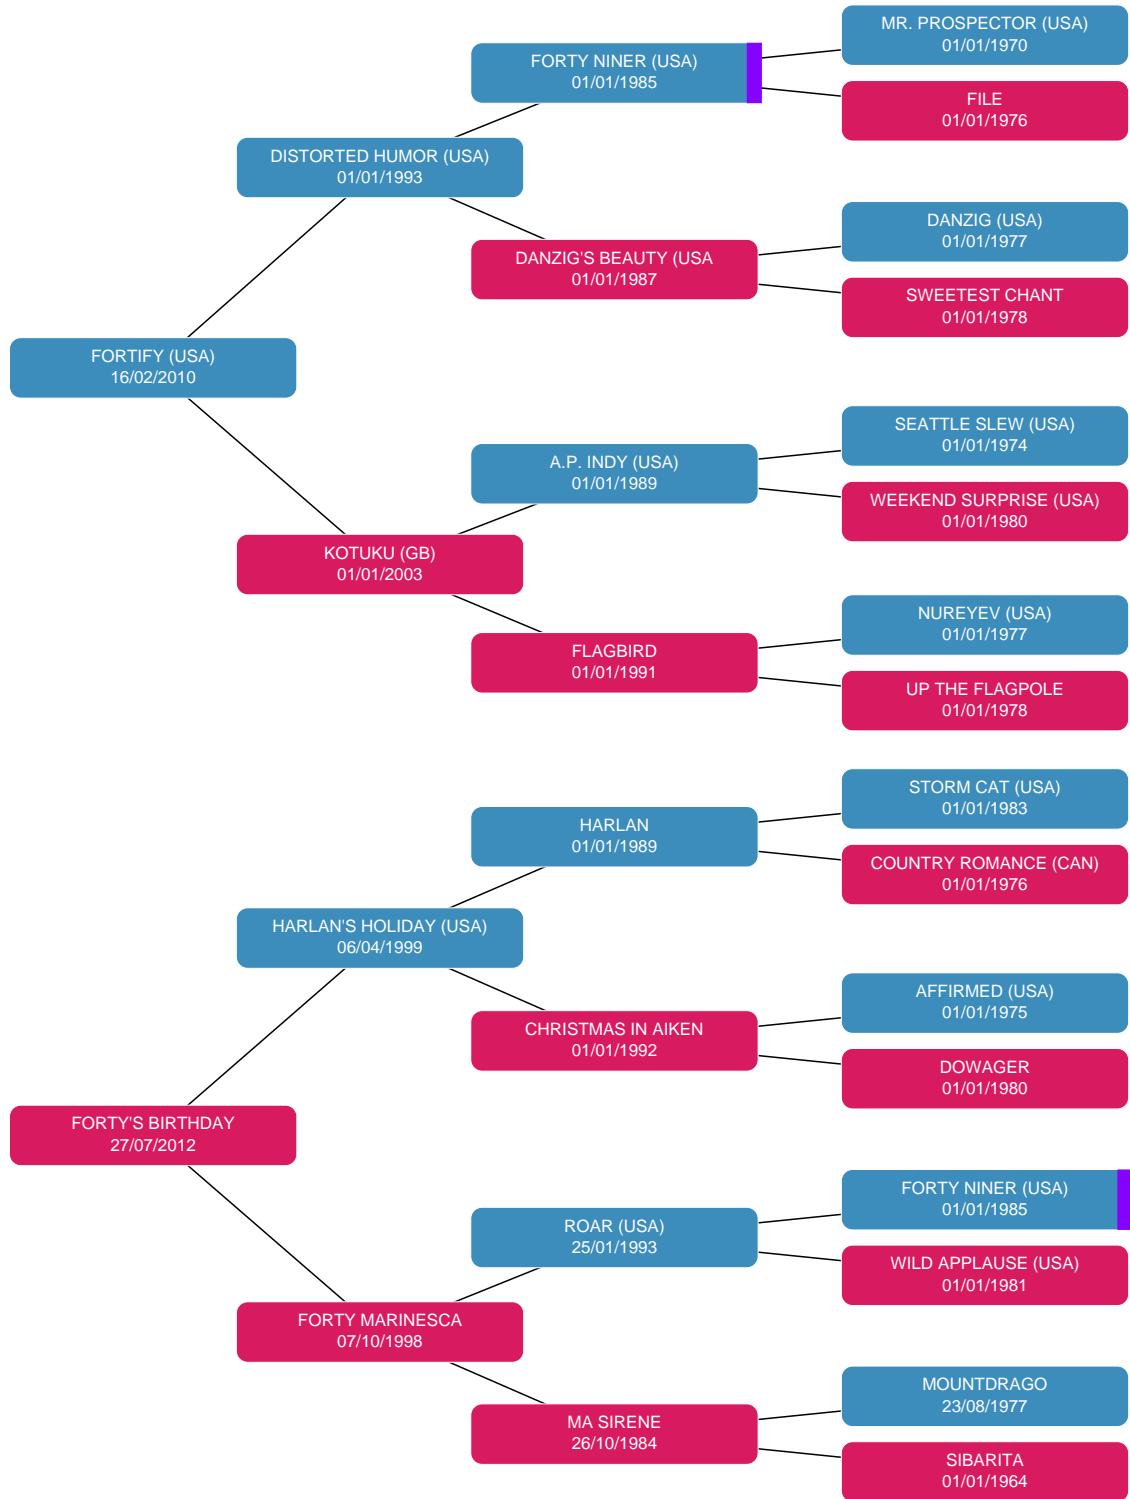 MR. PROSPECTOR (USA)
01/01/1970
FORTY NINER (USA)
01/01/1985
FILE
01/01/1976
DISTORTED HUMOR (USA)
01/01/1993
DANZIG (USA)
01/01/1977
DANZIG'S BEAUTY (USA
01/01/1987
SWEETEST CHANT
01/01/1978
FORTIFY (USA)
16/02/2010
SEATTLE SLEW (USA)
01/01/1974
A.P. INDY (USA)
01/01/1989
WEEKEND SURPRISE (USA)
01/01/1980
KOTUKU (GB)
01/01/2003
NUREYEV (USA)
01/01/1977
FLAGBIRD
01/01/1991
UP THE FLAGPOLE
01/01/1978
STORM CAT (USA)
01/01/1983
HARLAN
01/01/1989
COUNTRY ROMANCE (CAN)
01/01/1976
HARLAN'S HOLIDAY (USA)
06/04/1999
AFFIRMED (USA)
01/01/1975
CHRISTMAS IN AIKEN
01/01/1992
DOWAGER
01/01/1980
FORTY'S BIRTHDAY
27/07/2012
FORTY NINER (USA)
01/01/1985
ROAR (USA)
25/01/1993
WILD APPLAUSE (USA)
01/01/1981
FORTY MARINESCA
07/10/1998
MOUNTDRAGO
23/08/1977
MA SIRENE
26/10/1984
SIBARITA
01/01/1964